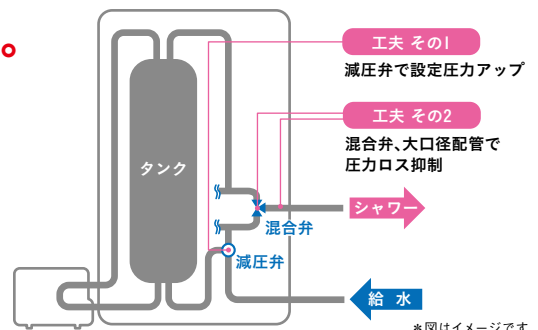 工夫 その1
減圧弁で設定圧力アップ
工夫 その2
混合弁、大口径配管で
圧力ロス抑制
タンク
シャワー
混合弁
減圧弁
給水
*図はイメージです